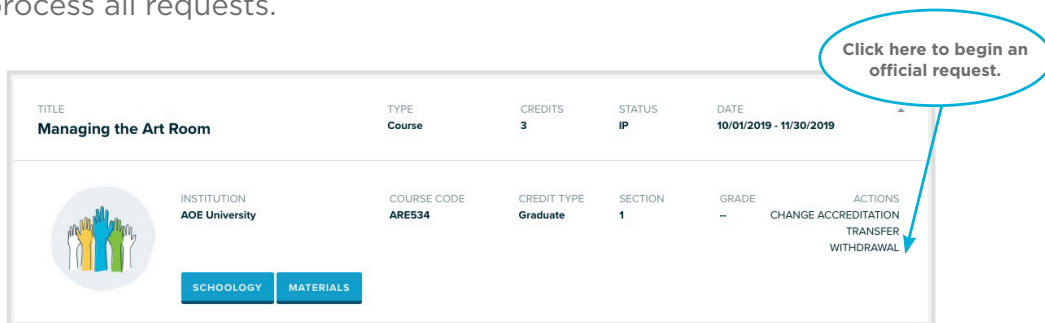 process all requests.
Click here to begin an
official request.
TITLE TYPE CREDITS STATUS DATE
Managing the Art Room Course 3 IP 10/01/2019 - 11/30/2019
INSTITUTION COURSE CODE CREDIT TYPE SECTION GRADE ACTIONS
AOE University ARE534 Graduate 1 -- CHANGE ACCREDITATION
TRANSFER
WITHDRAWAL
SCHOOLOGY MATERIALS